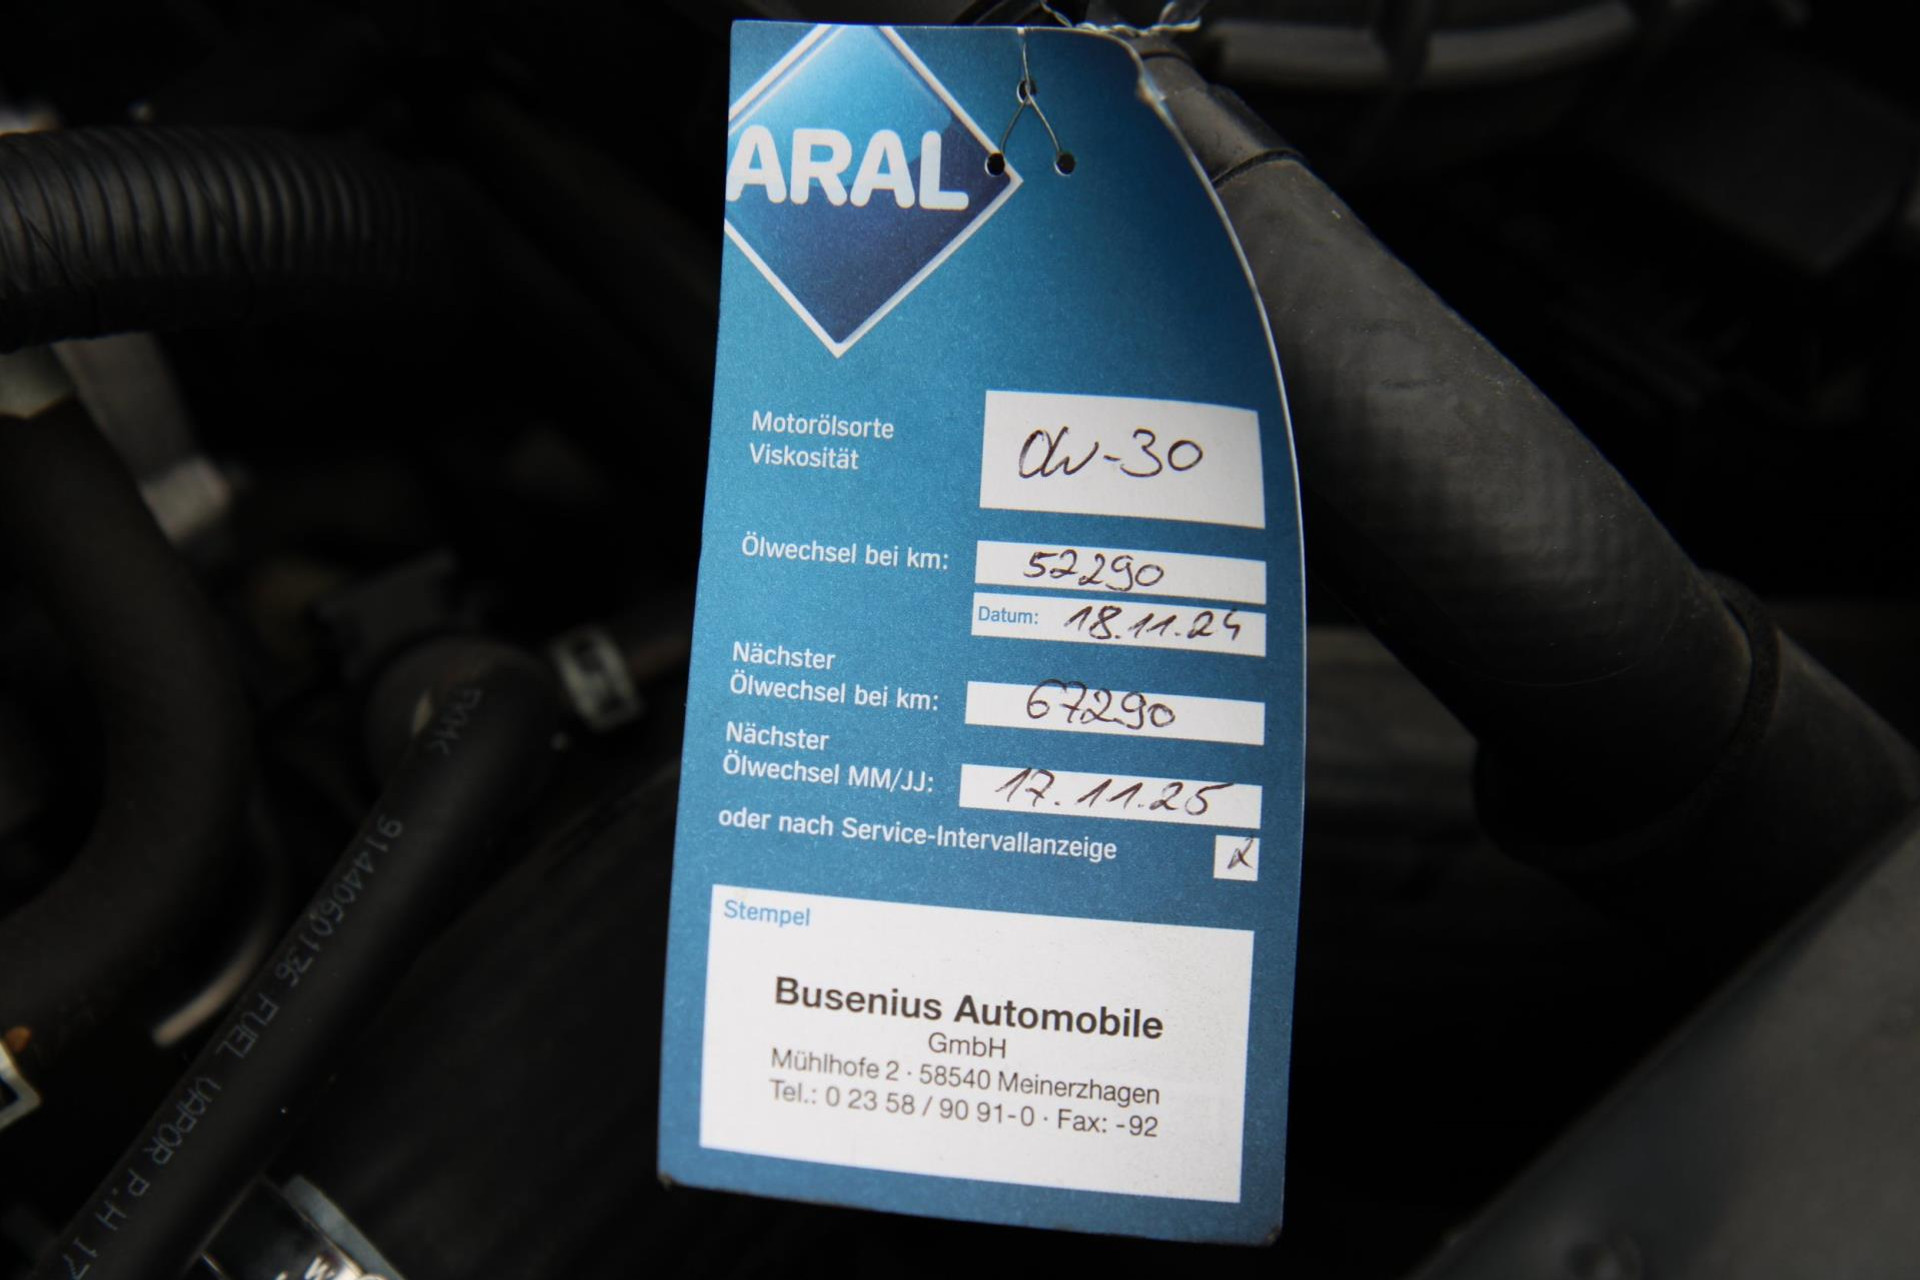 ARAL
Motorölsorte
Viskosität
0W-30
Ölwechsel bei km: 52290
Datum: 18.11.24
Nächster
Ölwechsel bei km: 67290
Nächster
Ölwechsel MM/JJ: 17.11.25
oder nach Service-Intervallanzeige
Stempel
Busenius Automobile
GmbH
Mühlhofe 2 · 58540 Meinerzhagen
Tel.: 0 23 58 / 90 91-0 · Fax: -92
9144060136 FUEL VAPOR P.H 17